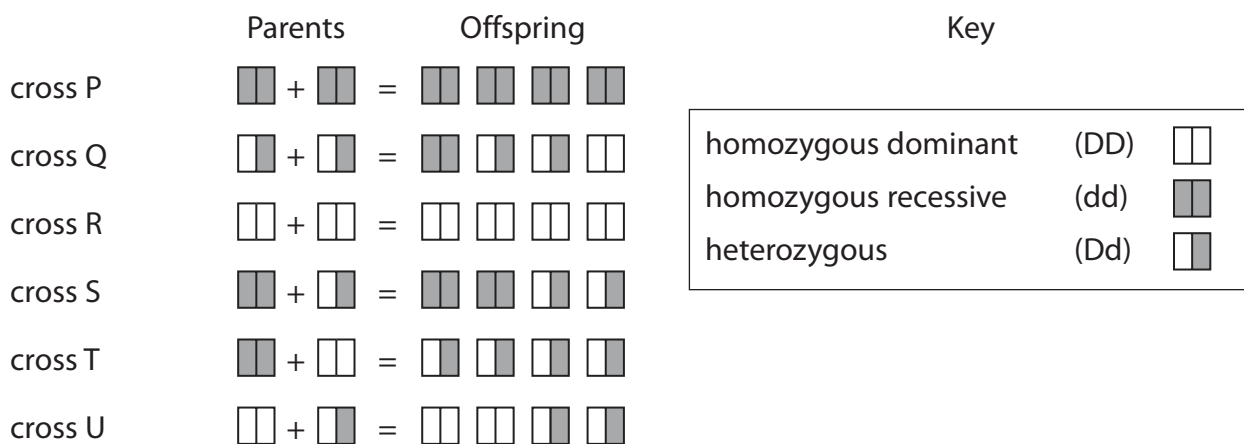 Parents Offspring Key
cross P + =
cross Q + =
cross R + =
cross S + =
cross T + =
cross U + =
homozygous dominant (DD)
homozygous recessive (dd)
heterozygous (Dd)